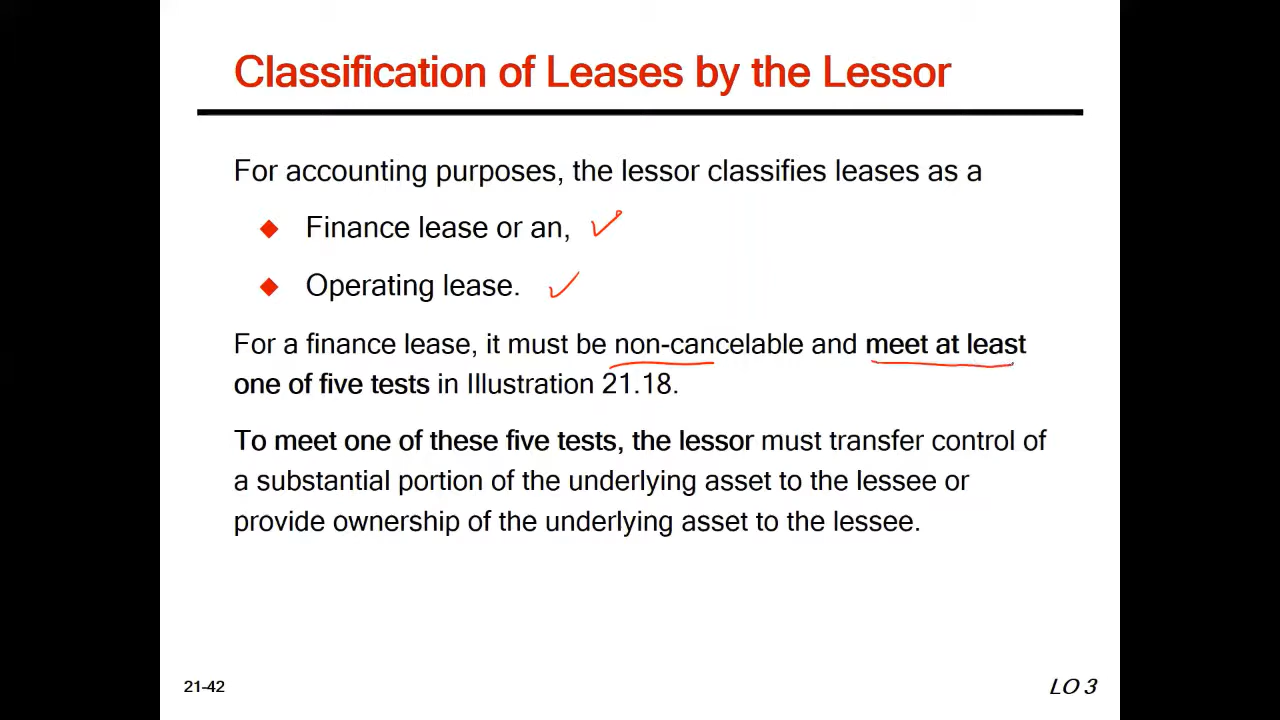 Classification of Leases by the Lessor
For accounting purposes, the lessor classifies leases as a
Finance lease or an,
Operating lease.
For a finance lease, it must be non-cancelable and meet at least
one of five tests in Illustration 21.18.
To meet one of these five tests, the lessor must transfer control of
a substantial portion of the underlying asset to the lessee or
provide ownership of the underlying asset to the lessee.
21-42
LO 3